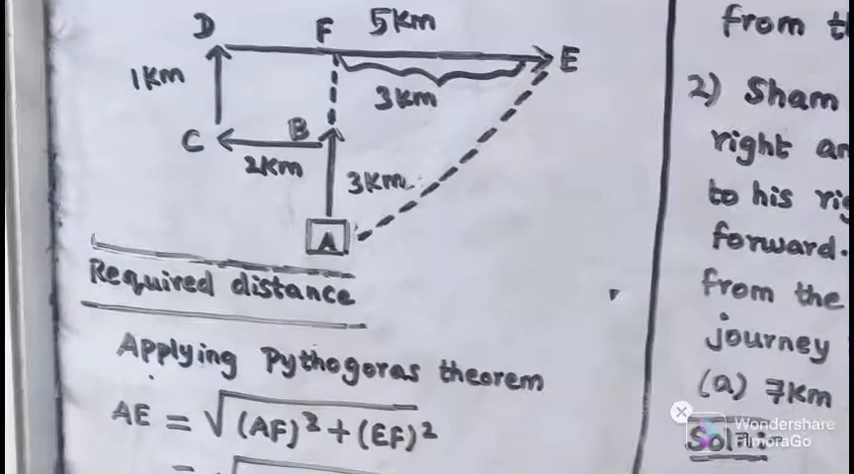 D F 5km
E
1km
3km
C B
2km
3km
A
Required distance
Applying Pythogoras theorem
AE = √(AF)² + (EF)²
=
from
2) Sham
right
to his
forward.
from the
journey
(a) 7km
Soln:-
Wondershare
FilmoraGo